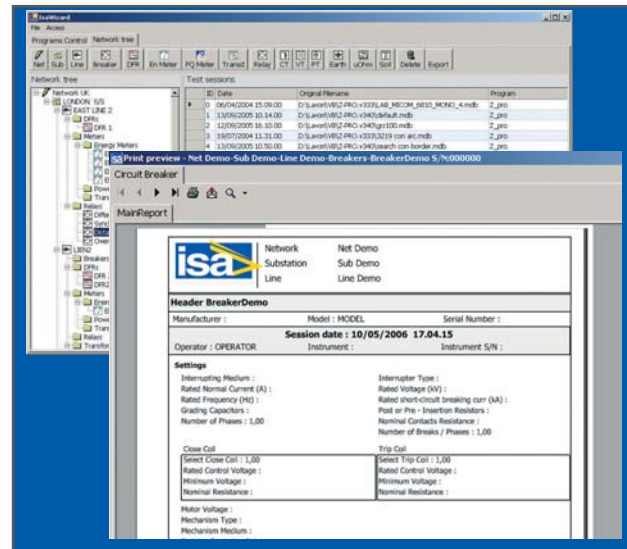 IsaWizard
File Access
Programs Control Network tree
Net Sub Line Breaker DFR En Meter PQ Meter Transd Relay CT VT PT Earth uOhm Soil Delete Export
Network tree Test sessions
ID Date Original Filename Program
Network UK
0 06/04/2004 15.09.00 Z_pro
LONDON S/S
1 13/09/2005 10.14.00 Z_pro
EAST LINE 2
2 12/09/2005 16.10.00 Z_pro
DFRs
DFR 1
3 19/07/2004 11.31.00 Z_pro
Meters
4 13/09/2005 10.50.00 Z_pro
Energy Meters
Print preview - Net Demo-Sub Demo-Line Demo-Breakers-BreakerDemo S/N:000000
Circuit Breaker
MainReport
Relays
LIEN2
Breakers
DFRs
DFR
DFR2
Meters
Relays
isa
Network Net Demo
Substation Sub Demo
Line Line Demo
Header BreakerDemo
Manufacturer : Model : MODEL Serial Number :
Session date : 10/05/2006 17.04.15
Operator : OPERATOR Instrument : Instrument S/N :
Settings
Interrupting Medium : Interrupter Type :
Rated Normal Current (A) : Rated Voltage (kV) :
Rated Frequency (Hz) : Rated short-circuit breaking curr (kA) :
Grading Capacitors : Post or Pre - Insertion Resistors :
Number of Phases : 1,00 Nominal Contacts Resistance :
Number of Breaks / Phases : 1,00
Close Coil Trip Coil
Select Close Coil : 1,00 Select Trip Coil : 1,00
Rated Control Voltage : Rated Control Voltage :
Minimum Voltage : Minimum Voltage :
Nominal Resistance : Nominal Resistance :
Motor Voltage :
Mechanism Type :
Mechanism Medium :